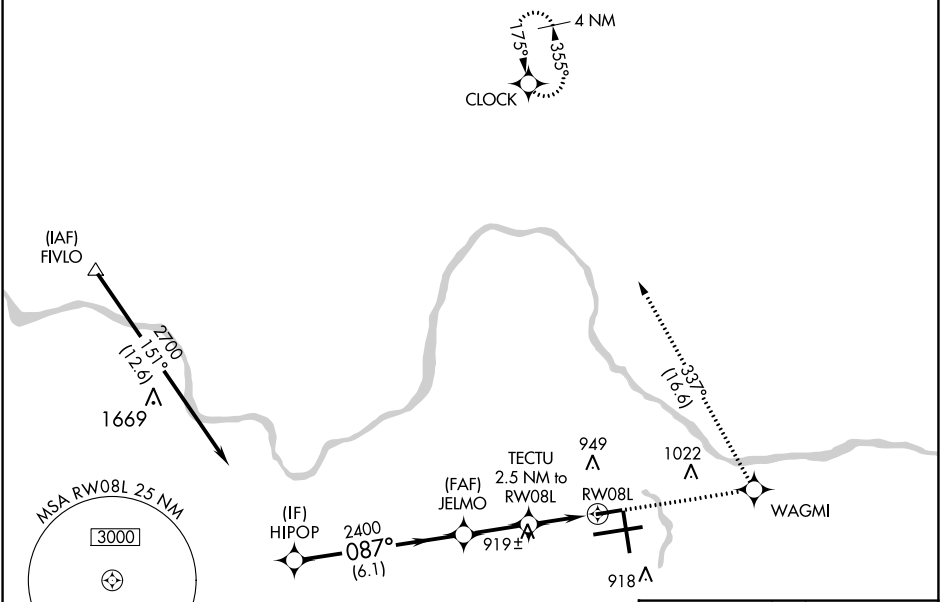 4 NM
175°
355°
CLOCK
(IAF)
FIVLO
2700
151°
(12.6)
1669
337°
(16.6)
949
1022
TECTU
2.5 NM to
RW08L
(FAF)
JELMO
RW08L
WAGMI
(IF)
HIPOP
2400
087°
(6.1)
919±
918
MSA RW08L 25 NM
3000